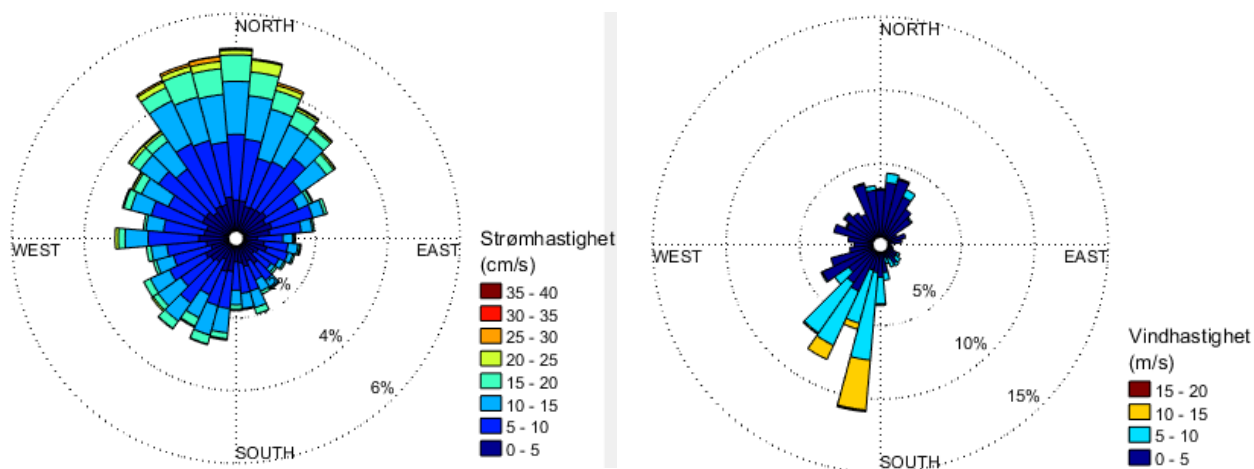 NORTH
WEST
EAST
SOUTH
2%
4%
6%
Strømhastighet
(cm/s)
35 - 40
30 - 35
25 - 30
20 - 25
15 - 20
10 - 15
5 - 10
0 - 5
NORTH
WEST
EAST
SOUTH
5%
10%
15%
Vindhastighet
(m/s)
15 - 20
10 - 15
5 - 10
0 - 5